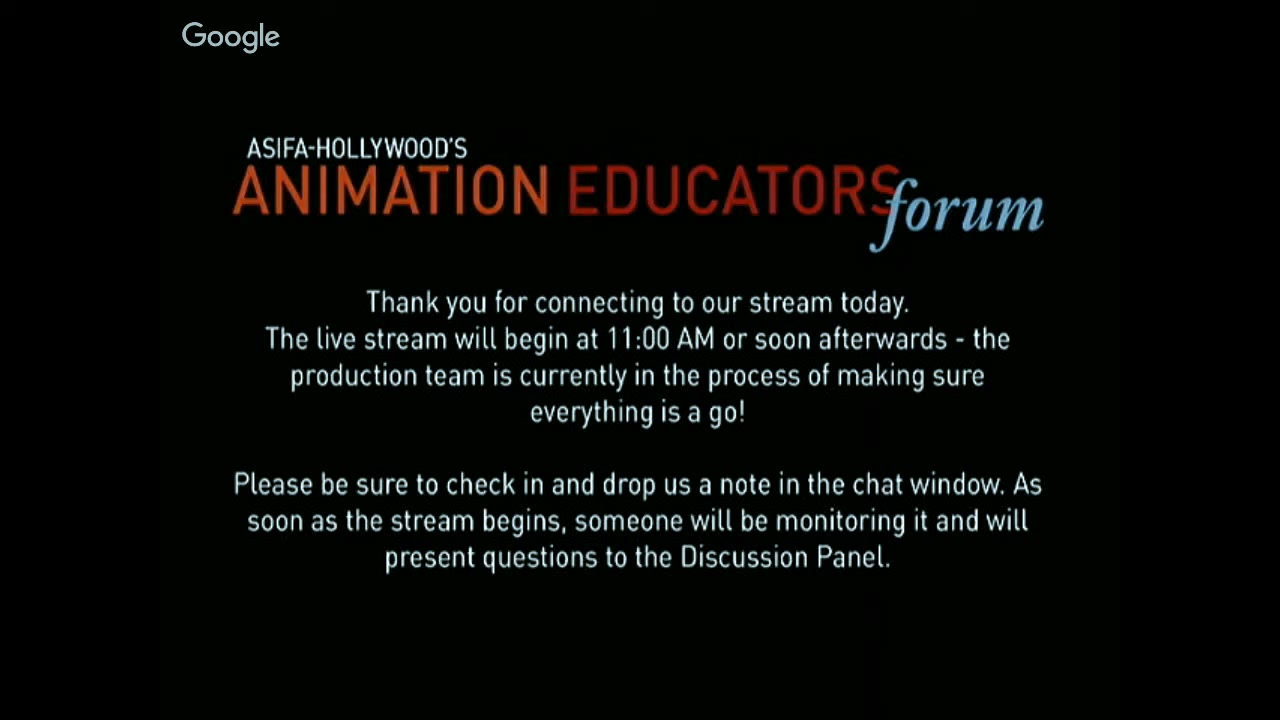 Google
ASIFA-HOLLYWOOD'S
ANIMATION EDUCATORS forum
Thank you for connecting to our stream today.
The live stream will begin at 11:00 AM or soon afterwards - the
production team is currently in the process of making sure
everything is a go!
Please be sure to check in and drop us a note in the chat window. As
soon as the stream begins, someone will be monitoring it and will
present questions to the Discussion Panel.